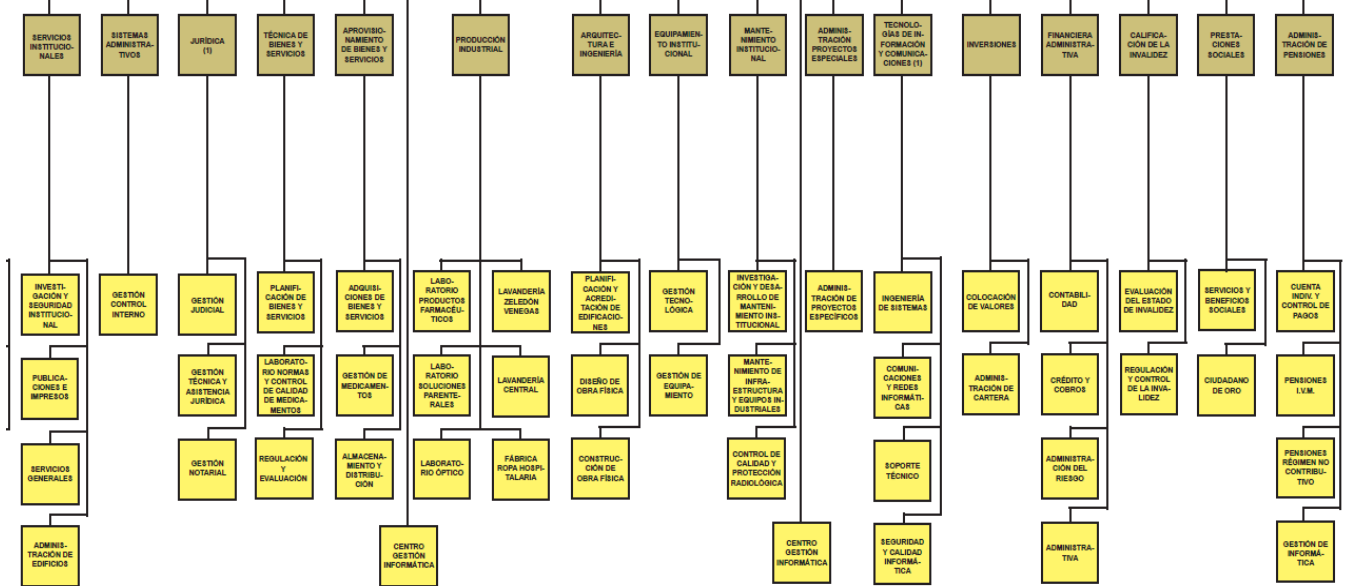 SERVICIOS
INSTITUCIO-
NALES
SISTEMAS
ADMINISTRA-
TIVOS
JURÍDICA
(1)
TÉCNICA DE
BIENES Y
SERVICIOS
APROVISIO-
NAMIENTO
DE BIENES Y
SERVICIOS
PRODUCCIÓN
INDUSTRIAL
ARQUITEC-
TURA E
INGENIERÍA
EQUIPAMIEN-
TO INSTITU-
CIONAL
MANTE-
NIMIENTO
INSTITUCIO-
NAL
ADMINIS-
TRACIÓN
PROYECTOS
ESPECIALES
TECNOLO-
GÍAS DE IN-
FORMACIÓN
Y COMUNICA-
CIONES (1)
INVERSIONES
FINANCIERA
ADMINISTRA-
TIVA
CALIFICA-
CIÓN DE LA
INVALIDEZ
PRESTA-
CIONES
SOCIALES
ADMINIS-
TRACIÓN DE
PENSIONES
INVESTI-
GACIÓN Y
SEGURIDAD
INSTITUCIO-
NAL
GESTIÓN
CONTROL
INTERNO
GESTIÓN
JUDICIAL
PLANIFI-
CACIÓN DE
BIENES Y
SERVICIOS
ADQUISI-
CIONES DE
BIENES Y
SERVICIOS
LABO-
RATORIO
PRODUCTOS
FARMACÉU-
TICOS
LAVANDERÍA
ZELEDÓN
VENEGAS
PLANIFI-
CACIÓN Y
ACREDI-
TACIÓN DE
EDIFICACIO-
NES
GESTIÓN
TECNO-
LÓGICA
INVESTIGA-
CIÓN Y DESA-
RROLLO DE
MANTENI-
MIENTO INS-
TITUCIONAL
ADMINIS-
TRACIÓN DE
PROYECTOS
ESPECÍFICOS
INGENIERÍA
DE SISTEMAS
COLOCACIÓN
DE VALORES
CONTABILI-
DAD
EVALUACIÓN
DEL ESTADO
DE INVALIDEZ
SERVICIOS Y
BENEFICIOS
SOCIALES
CUENTA
INDIV. Y
CONTROL DE
PAGOS
PUBLICA-
CIONES E
IMPRESOS
GESTIÓN
TÉCNICA Y
ASISTENCIA
JURÍDICA
LABORATO-
RIO NORMAS
Y CONTROL
DE CALIDAD
DE MEDICA-
MENTOS
GESTIÓN DE
MEDICAMEN-
TOS
LABO-
RATORIO
SOLUCIONES
PARENTE-
RALES
LAVANDERÍA
CENTRAL
DISEÑO DE
OBRA FÍSICA
GESTIÓN DE
EQUIPA-
MIENTO
MANTE-
NIMIENTO DE
INFRA-
ESTRUCTURA
Y EQUIPOS IN-
DUSTRIALES
COMUNI-
CACIONES
Y REDES
INFORMÁTI-
CAS
ADMINIS-
TRACIÓN DE
CARTERA
CRÉDITO Y
COBROS
REGULACIÓN
Y CONTROL
DE LA INVA-
LIDEZ
CIUDADANO
DE ORO
PENSIONES
I.V.M.
SERVICIOS
GENERALES
GESTIÓN
NOTARIAL
REGULACIÓN
Y
EVALUACIÓN
ALMACENA-
MIENTO Y
DISTRIBU-
CIÓN
LABORATO-
RIO ÓPTICO
FÁBRICA
ROPA HOSPI-
TALARIA
CONSTRUC-
CIÓN DE
OBRA FÍSICA
CONTROL DE
CALIDAD Y
PROTECCIÓN
RADIOLÓGICA
SOPORTE
TÉCNICO
ADMINISTRA-
CIÓN DEL
RIESGO
PENSIONES
RÉGIMEN NO
CONTRIBU-
TIVO
ADMINIS-
TRACIÓN DE
EDIFICIOS
CENTRO
GESTIÓN
INFORMÁTICA
CENTRO
GESTIÓN
INFORMÁTICA
SEGURIDAD
Y CALIDAD
INFORMÁ-
TICA
ADMINISTRA-
TIVA
GESTIÓN DE
INFORMÁ-
TICA